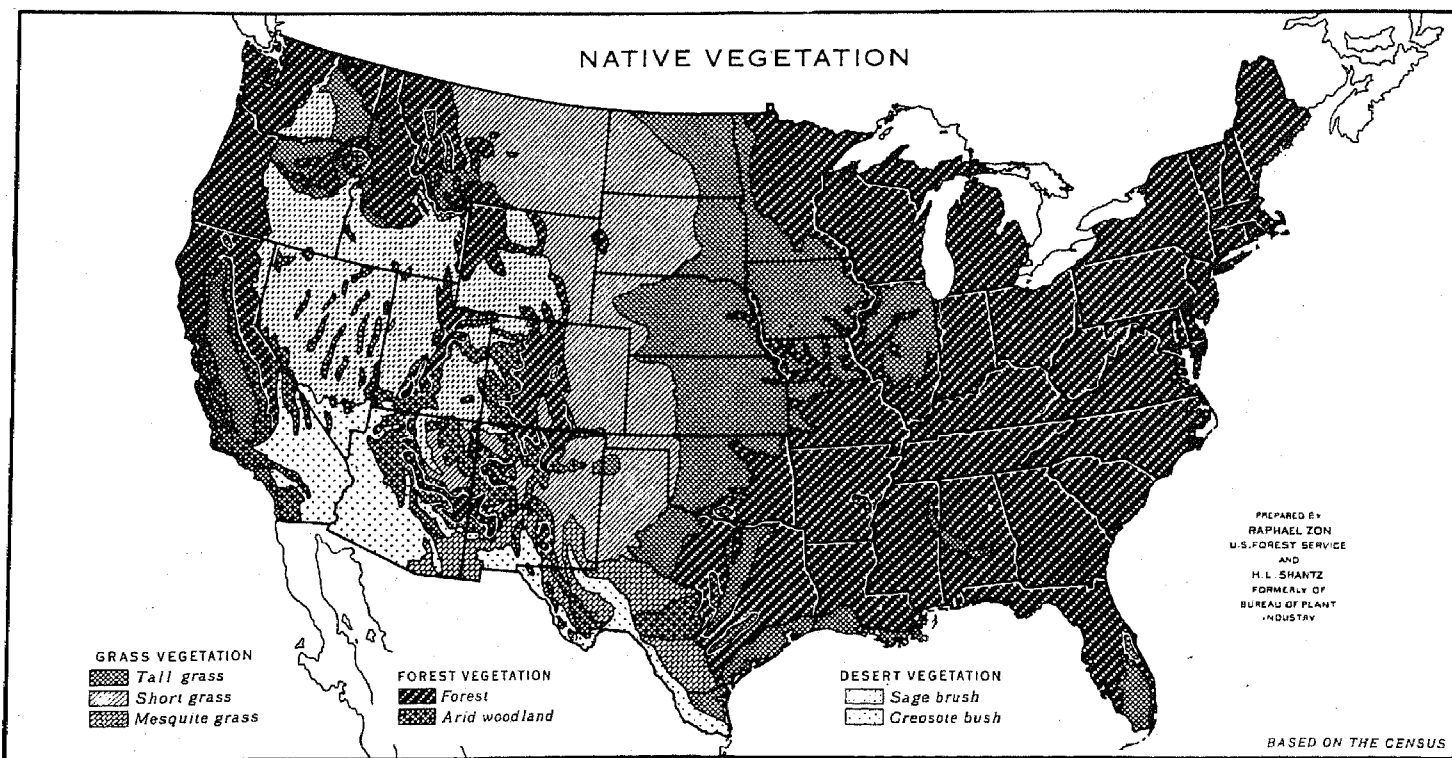 NATIVE VEGETATION
PREPARED BY
RAPHAEL ZON
U.S. FOREST SERVICE
AND
H. L. SHANTZ
FORMERLY OF
BUREAU OF PLANT
INDUSTRY
GRASS VEGETATION
Tall grass
Short grass
Mesquite grass
FOREST VEGETATION
Forest
Arid woodland
DESERT VEGETATION
Sage brush
Creosote bush
BASED ON THE CENSUS